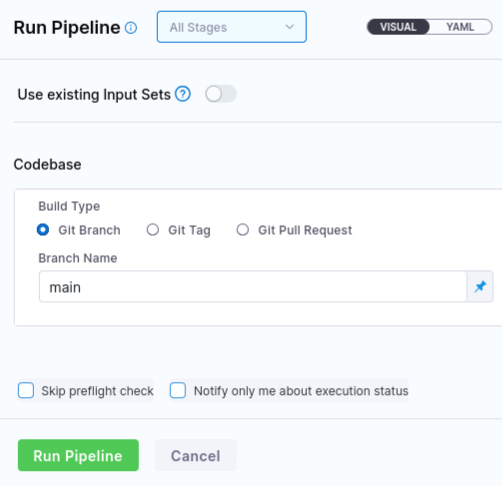 Run Pipeline All Stages VISUAL YAML
Use existing Input Sets
Codebase
Build Type
Git Branch Git Tag Git Pull Request
Branch Name
main
Skip preflight check Notify only me about execution status
Run Pipeline Cancel